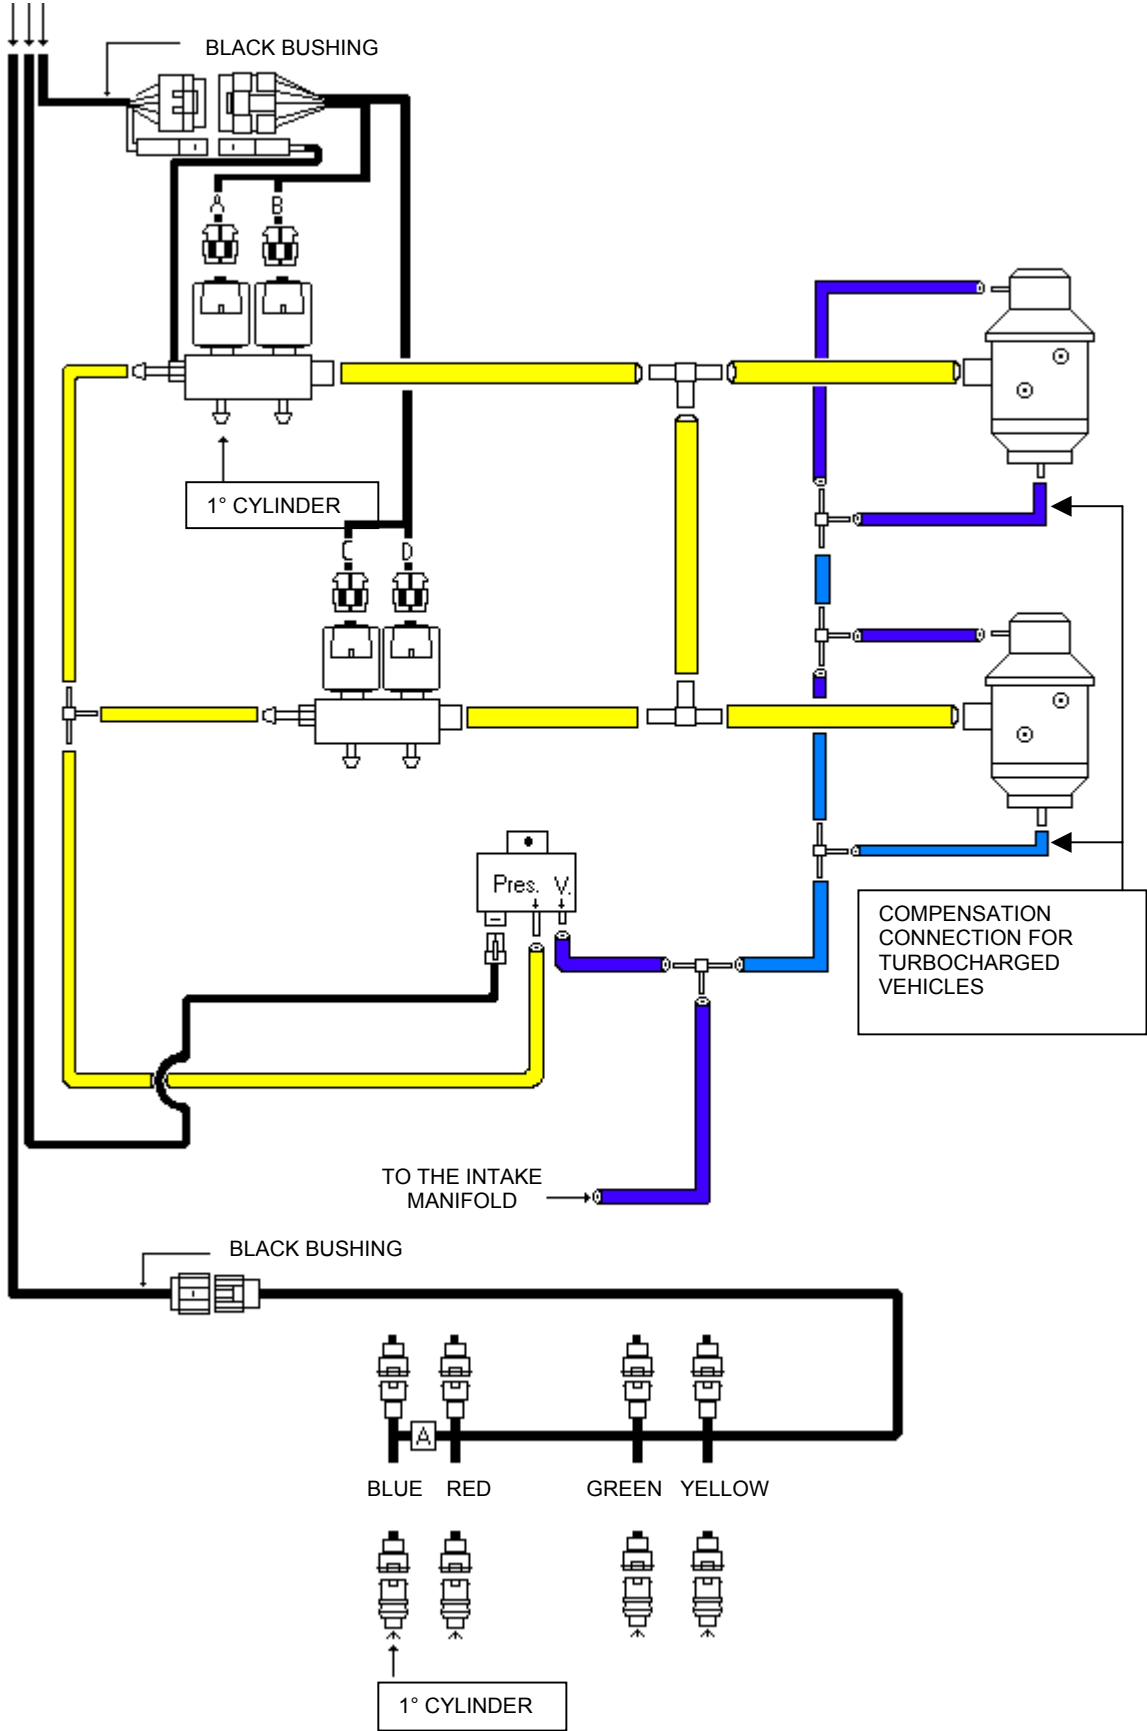 BLACK BUSHING
A B
1° CYLINDER
C D
Pres. V.
COMPENSATION
CONNECTION FOR
TURBOCHARGED
VEHICLES
TO THE INTAKE
MANIFOLD
BLACK BUSHING
A
BLUE RED GREEN YELLOW
1° CYLINDER